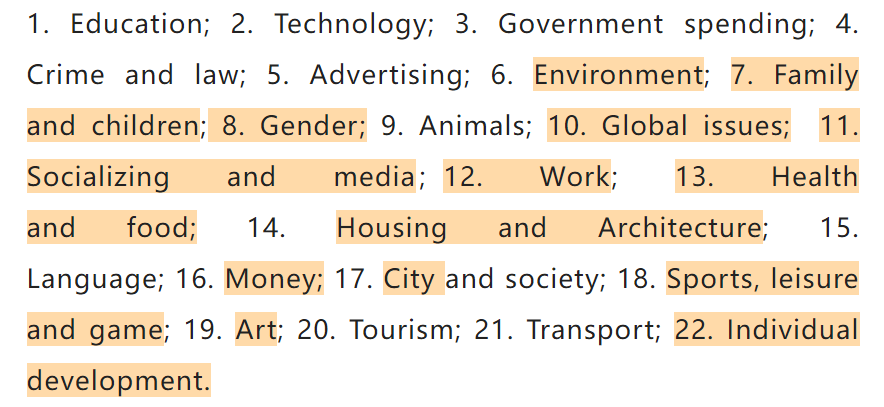 1. Education; 2. Technology; 3. Government spending; 4.
Crime and law; 5. Advertising; 6. Environment; 7. Family
and children; 8. Gender; 9. Animals; 10. Global issues; 11.
Socializing and media; 12. Work; 13. Health
and food; 14. Housing and Architecture; 15.
Language; 16. Money; 17. City and society; 18. Sports, leisure
and game; 19. Art; 20. Tourism; 21. Transport; 22. Individual
development.